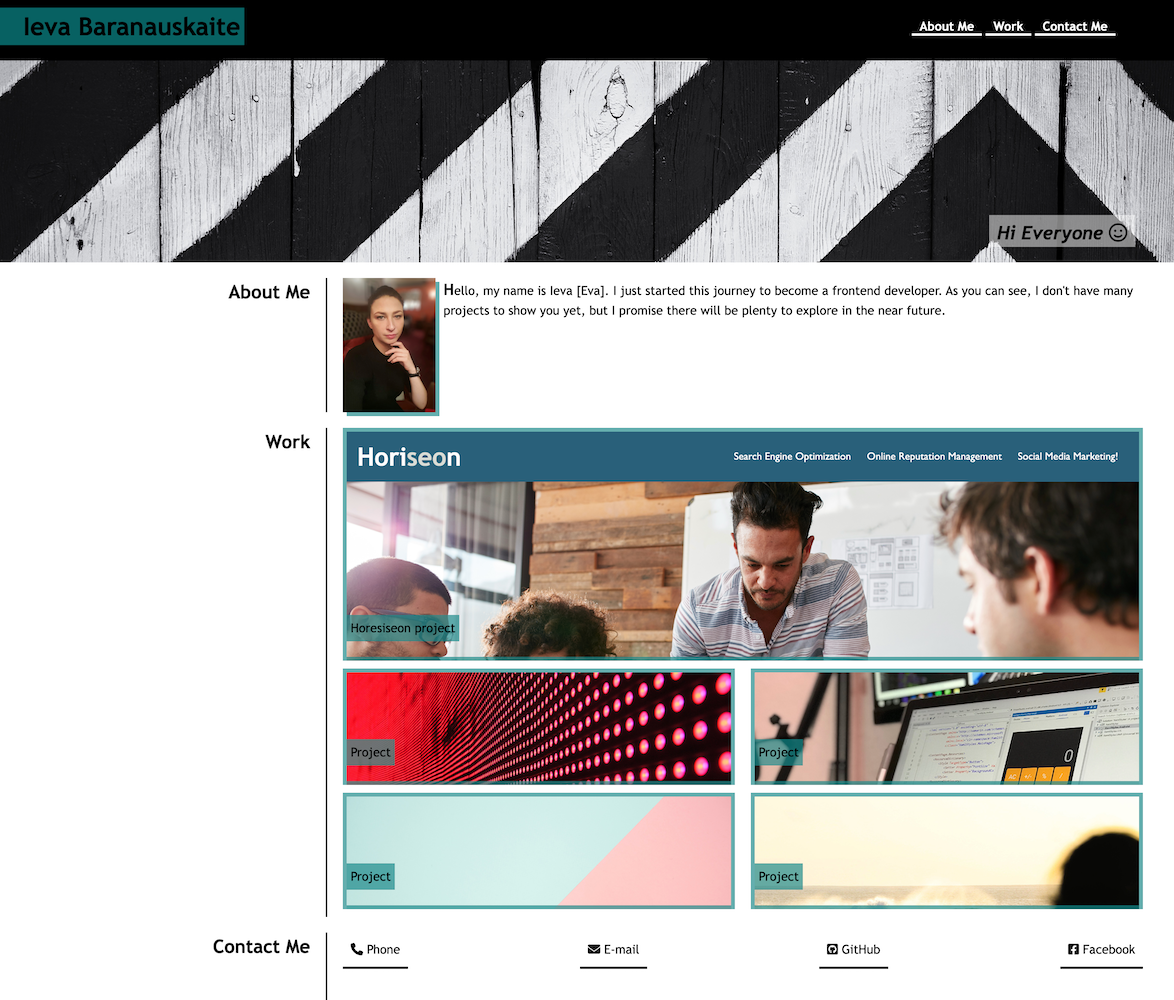 Ieva Baranauskaite
About Me Work Contact Me
Hi Everyone
About Me
Hello, my name is Ieva [Eva]. I just started this journey to become a frontend developer. As you can see, I don't have many
projects to show you yet, but I promise there will be plenty to explore in the near future.
Work
Horiseon
Search Engine Optimization Online Reputation Management Social Media Marketing!
Horesiseon project
Project
Project
0
AC +/- % /
Project
Project
Contact Me
Phone E-mail GitHub Facebook